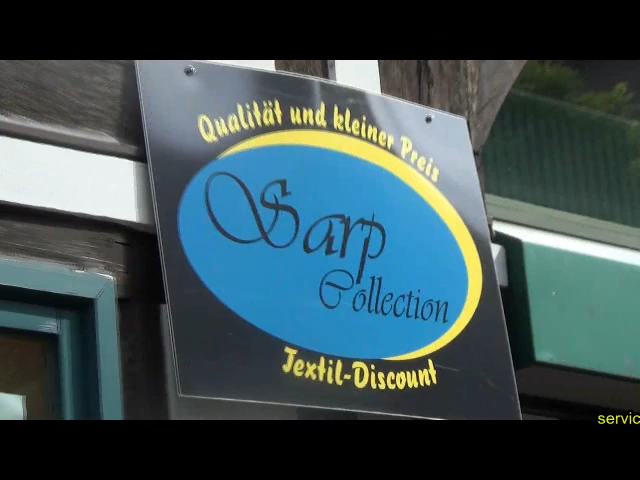 Qualität und kleiner Preis
Sarp
Collection
Textil-Discount
servic